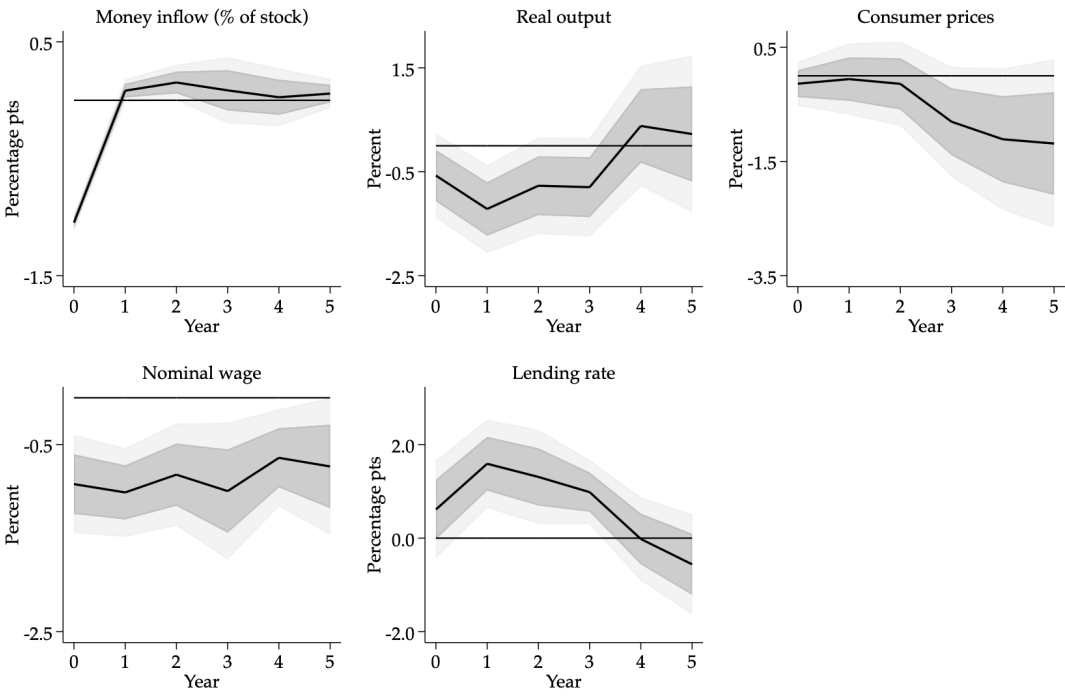 Money inflow (% of stock)
0.5
-1.5
Percentage pts
0 1 2 3 4 5
Year
Real output
1.5
-0.5
-2.5
Percent
0 1 2 3 4 5
Year
Consumer prices
0.5
-1.5
-3.5
Percent
0 1 2 3 4 5
Year
Nominal wage
-0.5
-2.5
Percent
0 1 2 3 4 5
Year
Lending rate
2.0
0.0
-2.0
Percentage pts
0 1 2 3 4 5
Year